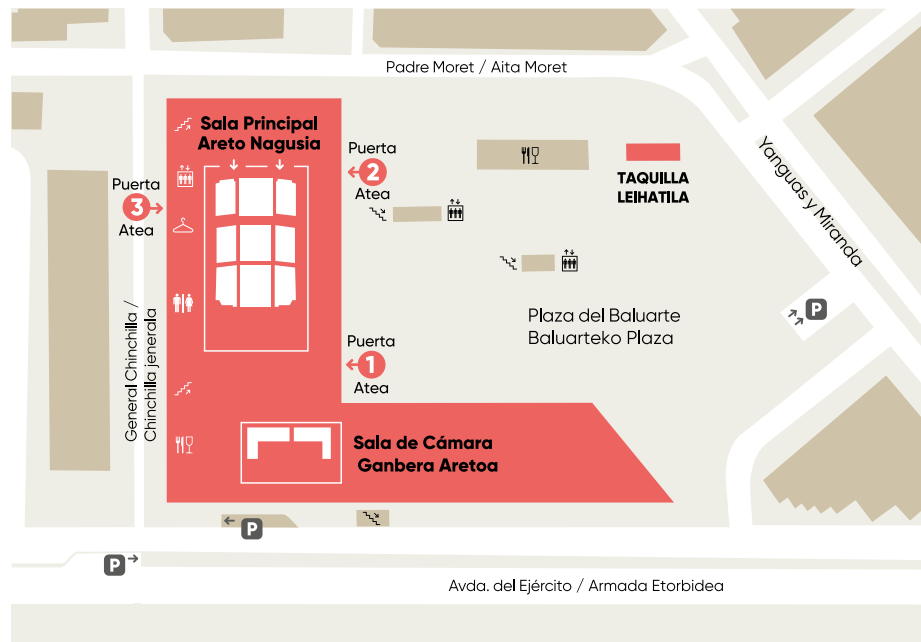 Padre Moret / Aita Moret
Sala Principal
Areto Nagusia
Puerta
2
Atea
TAQUILLA
LEIHATILA
Yanguas y Miranda
Puerta
3
Atea
General Chinchilla /
Chinchilla jenerala
Plaza del Baluarte
Baluarteko Plaza
P
Puerta
1
Atea
Sala de Cámara
Ganbera Aretoa
P
P
Avda. del Ejército / Armada Etorbidea